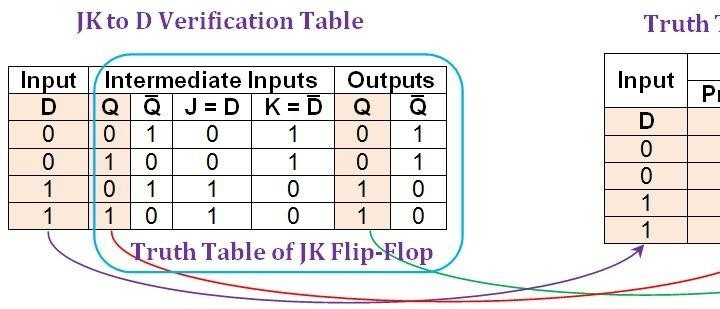 JK to D Verification Table
Input Intermediate Inputs Outputs
D Q Q̅ J = D K = D̅ Q Q̅
0 0 1 0 1 0 1
0 1 0 0 1 0 1
1 0 1 1 0 1 0
1 1 0 1 0 1 0
Truth Table of JK Flip-Flop
Truth
Input
D
0
0
1
1